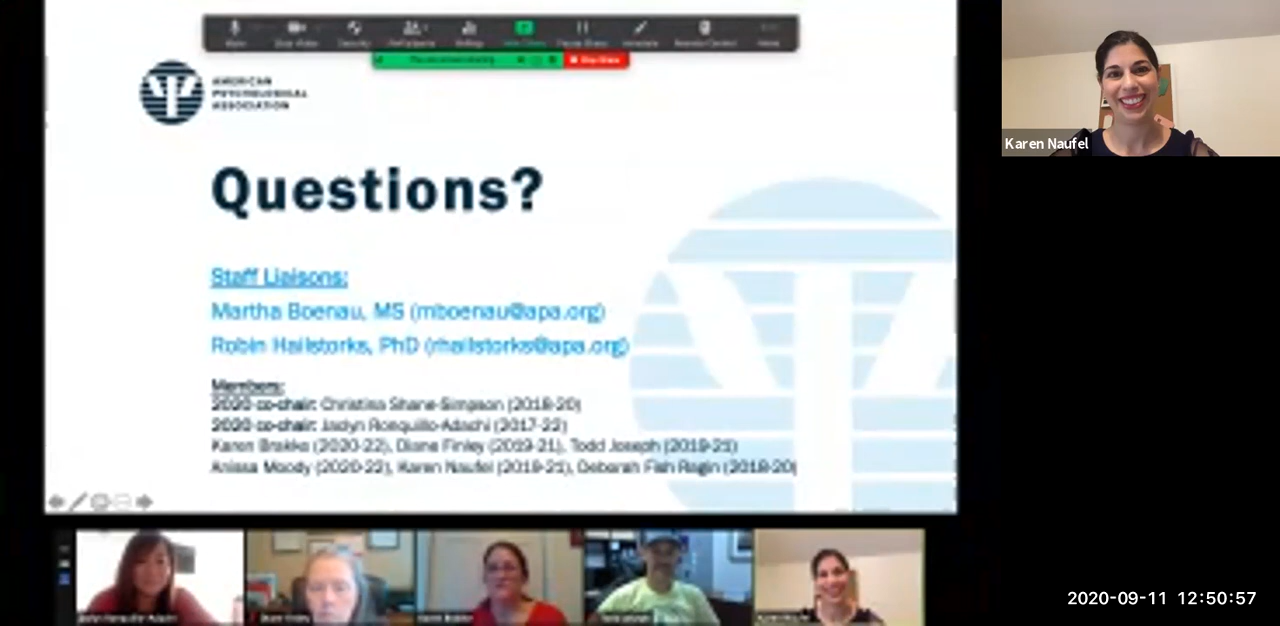 AMERICAN
PSYCHOLOGICAL
ASSOCIATION
Questions?
Staff Liaisons:
Martha Boenau, MS (mboenau@apa.org)
Robin Hailstorks, PhD (rhailstorks@apa.org)
Members:
2020 co-chair: Christina Shane-Simpson (2018-20)
2020 co-chair: Jaclyn Ronquillo-Adachi (2017-22)
Karen Brakke (2020-22), Diane Finley (2019-21), Todd Joseph (2019-21)
Anissa Moody (2020-22), Karen Naufel (2019-21), Deborah Fish Ragin (2018-20)
Karen Naufel
2020-09-11 12:50:57